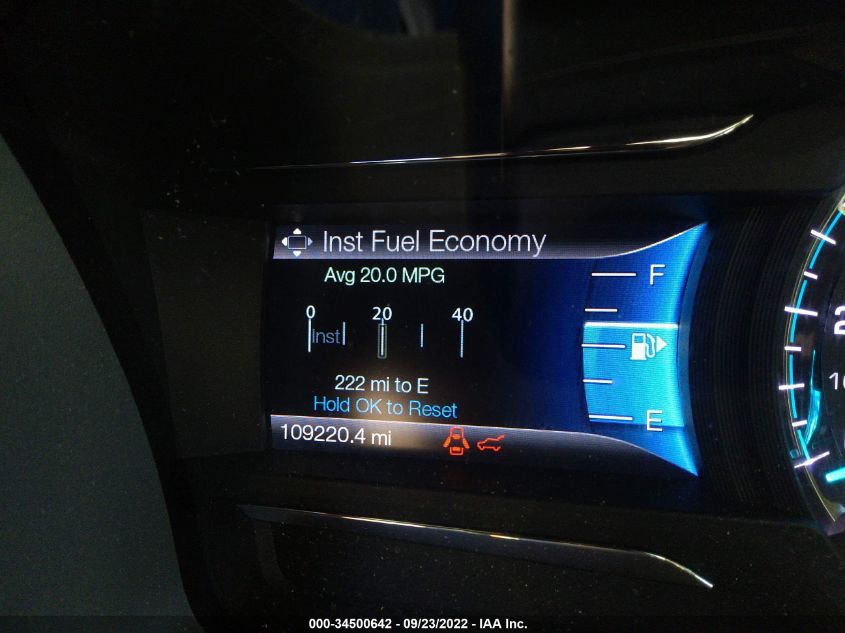 Inst Fuel Economy
Avg 20.0 MPG
0 20 40
Inst
222 mi to E
Hold OK to Reset
109220.4 mi
F
E
000-34500642 - 09/23/2022 - IAA Inc.